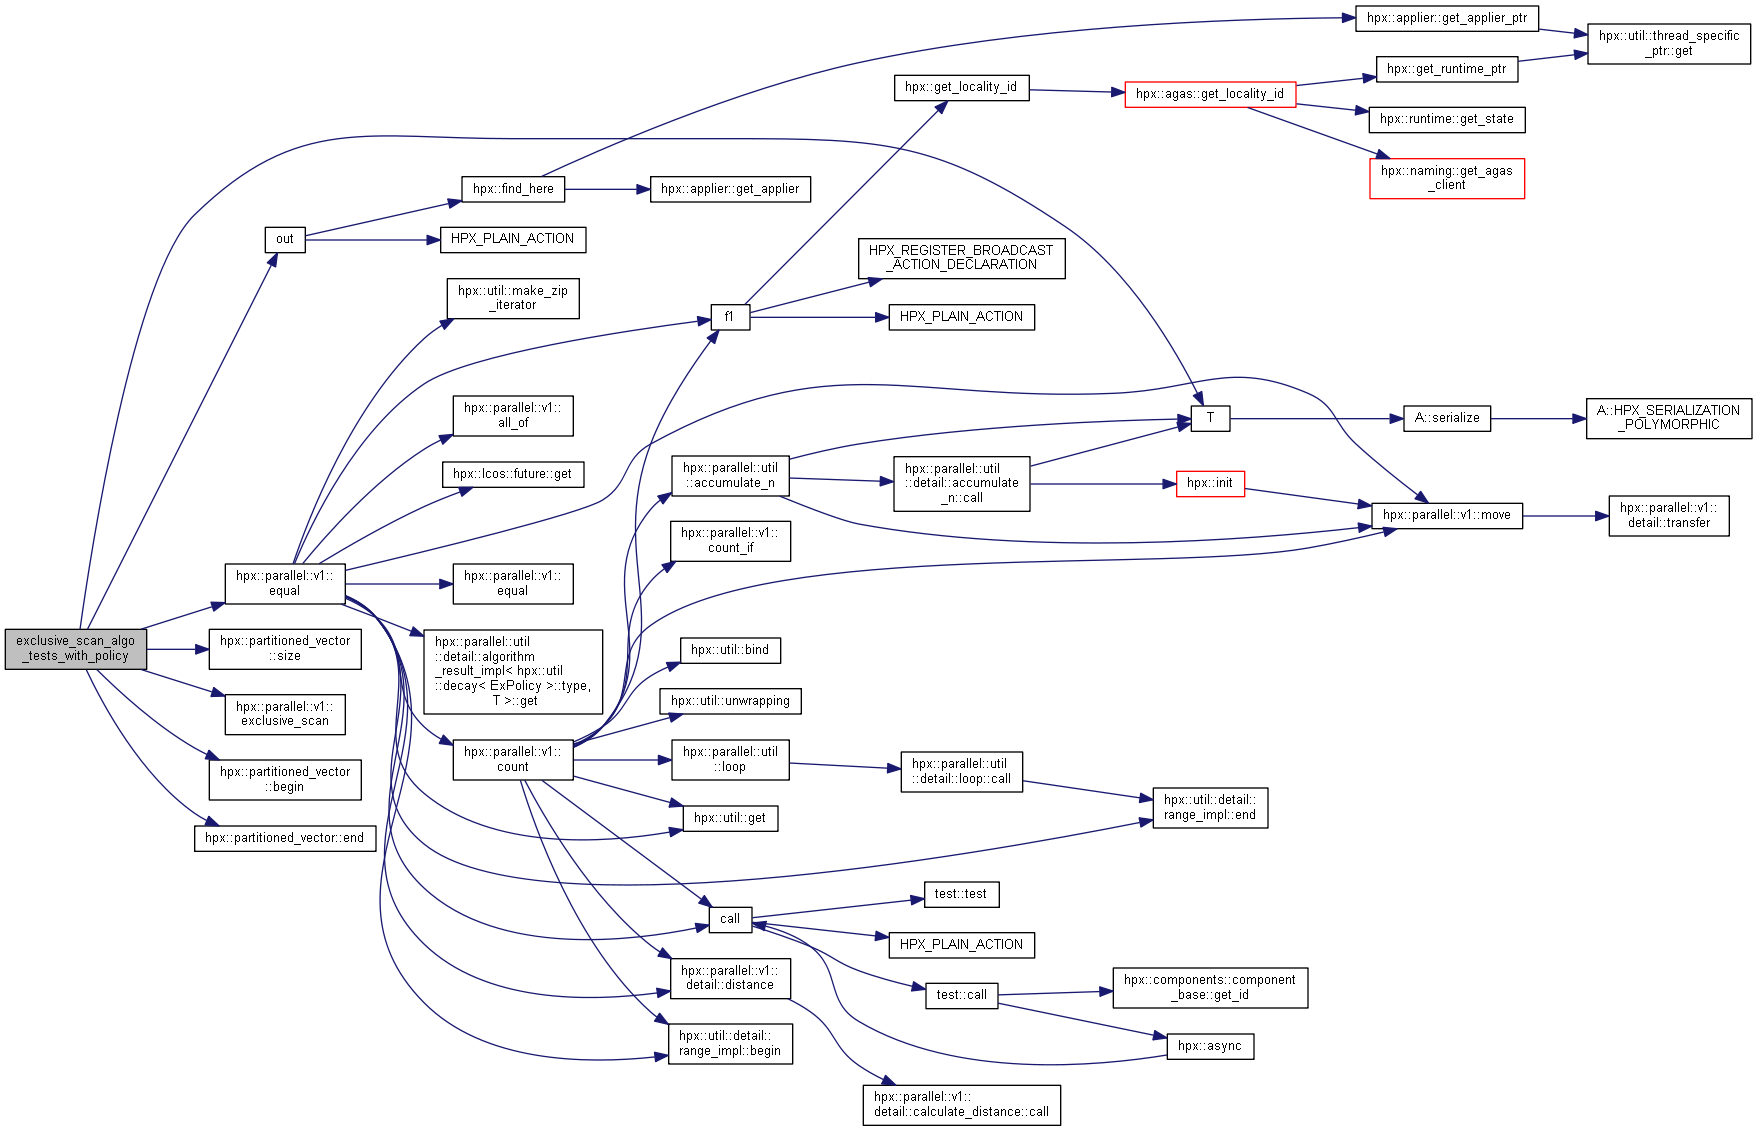 hpx::applier::get_applier_ptr
hpx::util::thread_specific
_ptr::get
hpx::get_runtime_ptr
hpx::get_locality_id
hpx::agas::get_locality_id
hpx::runtime::get_state
hpx::naming::get_agas
_client
hpx::find_here
hpx::applier::get_applier
out
HPX_PLAIN_ACTION
HPX_REGISTER_BROADCAST
_ACTION_DECLARATION
hpx::util::make_zip
_iterator
f1
HPX_PLAIN_ACTION
hpx::parallel::v1::
all_of
T
A::serialize
A::HPX_SERIALIZATION
_POLYMORPHIC
hpx::lcos::future::get
hpx::parallel::util
::accumulate_n
hpx::parallel::util
::detail::accumulate
_n::call
hpx::init
hpx::parallel::v1::move
hpx::parallel::v1::
detail::transfer
hpx::parallel::v1::
count_if
hpx::parallel::v1::
equal
hpx::parallel::v1::
equal
exclusive_scan_algo
_tests_with_policy
hpx::partitioned_vector
::size
hpx::parallel::util
::detail::algorithm
_result_impl< hpx::util
::decay< ExPolicy >::type,
T >::get
hpx::util::bind
hpx::parallel::v1::
exclusive_scan
hpx::util::unwrapping
hpx::parallel::v1::
count
hpx::parallel::util
::loop
hpx::parallel::util
::detail::loop::call
hpx::partitioned_vector
::begin
hpx::util::detail::
range_impl::end
hpx::util::get
hpx::partitioned_vector::end
test::test
call
HPX_PLAIN_ACTION
hpx::parallel::v1::
detail::distance
test::call
hpx::components::component
_base::get_id
hpx::util::detail::
range_impl::begin
hpx::async
hpx::parallel::v1::
detail::calculate_distance::call